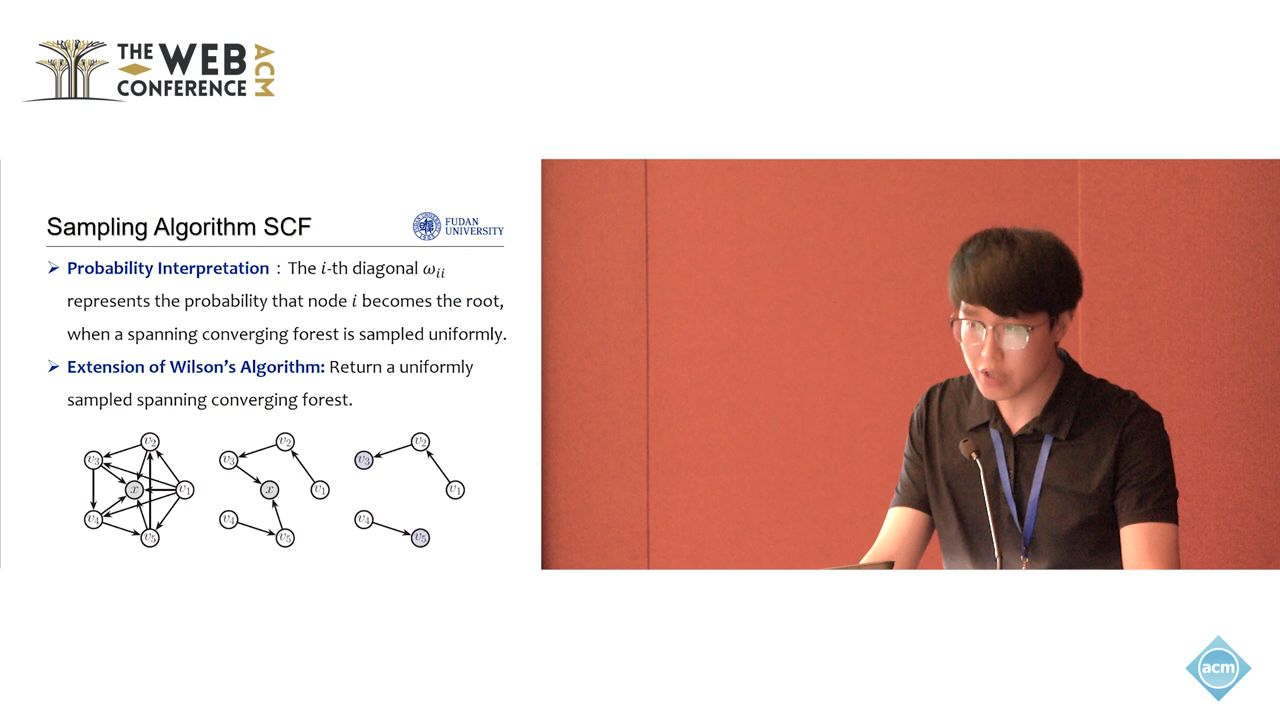 THE WEB
CONFERENCE
ACM
Sampling Algorithm SCF
FUDAN
UNIVERSITY
Probability Interpretation : The i-th diagonal ωᵢᵢ
represents the probability that node i becomes the root,
when a spanning converging forest is sampled uniformly.
Extension of Wilson's Algorithm: Return a uniformly
sampled spanning converging forest.
v₂ v₂ v₂
v₃ v₃ v₃
x v₁ x v₁ v₁
v₄ v₄ v₄
v₅ v₅ v₅
acm